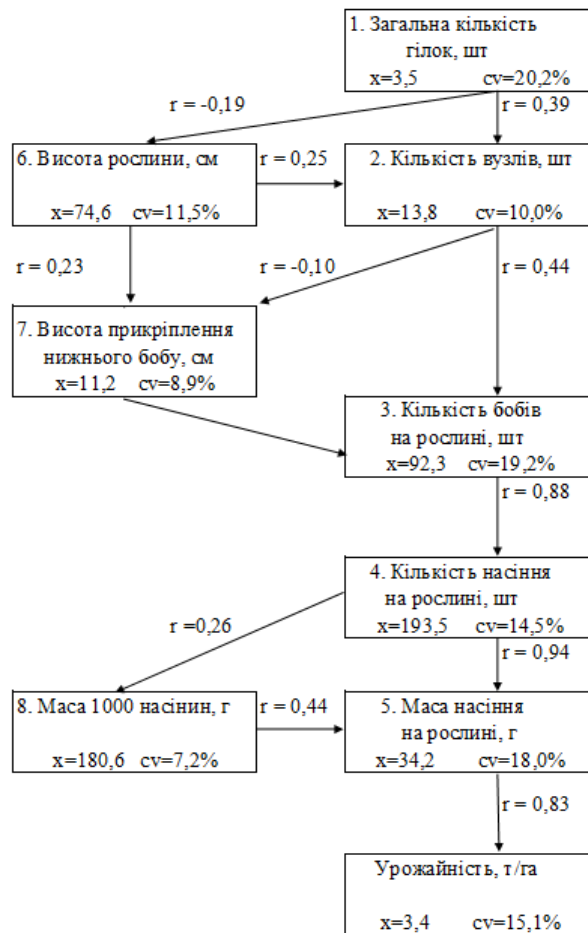 1. Загальна кількість
гілок, шт
x=3,5 cv=20,2%
r = -0,19
r = 0,39
6. Висота рослини, см
x=74,6 cv=11,5%
r = 0,25
2. Кількість вузлів, шт
x=13,8 cv=10,0%
r = 0,23
r = -0,10
r = 0,44
7. Висота прикріплення
нижнього бобу, см
x=11,2 cv=8,9%
3. Кількість бобів
на рослині, шт
x=92,3 cv=19,2%
r = 0,88
4. Кількість насіння
на рослині, шт
x=193,5 cv=14,5%
r =0,26
r = 0,94
8. Маса 1000 насінин, г
x=180,6 cv=7,2%
r = 0,44
5. Маса насіння
на рослині, г
x=34,2 cv=18,0%
r = 0,83
Урожайність, т/га
x=3,4 cv=15,1%